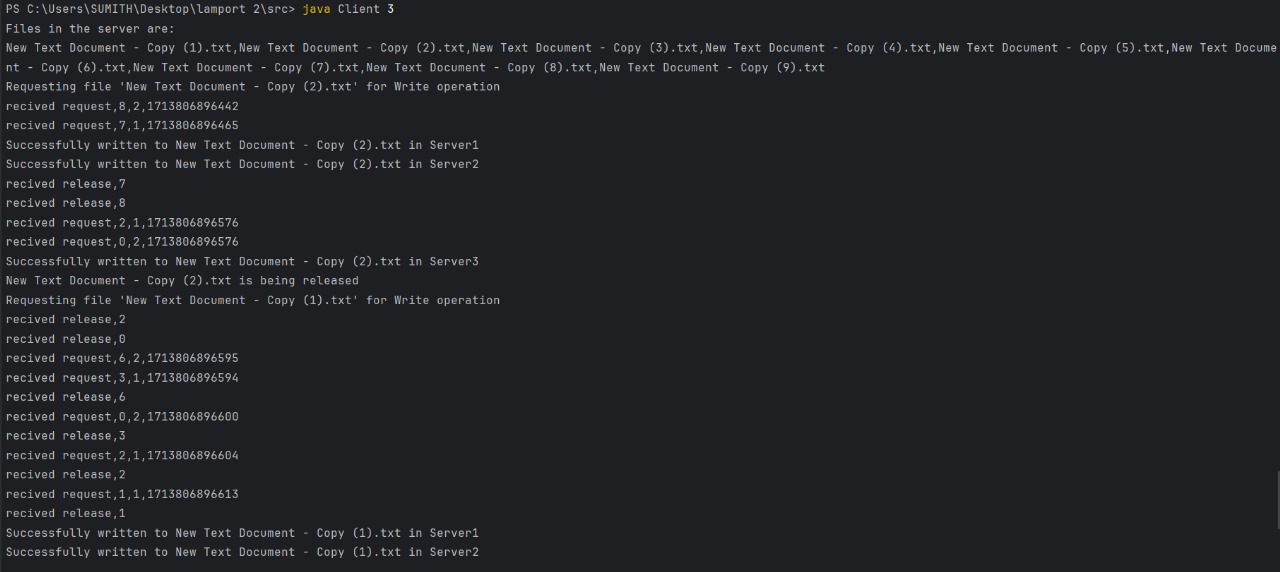 PS C:\Users\SUMITH\Desktop\lamport 2\src> java Client 3
Files in the server are:
New Text Document - Copy (1).txt,New Text Document - Copy (2).txt,New Text Document - Copy (3).txt,New Text Document - Copy (4).txt,New Text Document - Copy (5).txt,New Text Docume
nt - Copy (6).txt,New Text Document - Copy (7).txt,New Text Document - Copy (8).txt,New Text Document - Copy (9).txt
Requesting file 'New Text Document - Copy (2).txt' for Write operation
recived request,8,2,1713806896442
recived request,7,1,1713806896465
Successfully written to New Text Document - Copy (2).txt in Server1
Successfully written to New Text Document - Copy (2).txt in Server2
recived release,7
recived release,8
recived request,2,1,1713806896576
recived request,0,2,1713806896576
Successfully written to New Text Document - Copy (2).txt in Server3
New Text Document - Copy (2).txt is being released
Requesting file 'New Text Document - Copy (1).txt' for Write operation
recived release,2
recived release,0
recived request,6,2,1713806896595
recived request,3,1,1713806896594
recived release,6
recived request,0,2,1713806896600
recived release,3
recived request,2,1,1713806896604
recived release,2
recived request,1,1,1713806896613
recived release,1
Successfully written to New Text Document - Copy (1).txt in Server1
Successfully written to New Text Document - Copy (1).txt in Server2